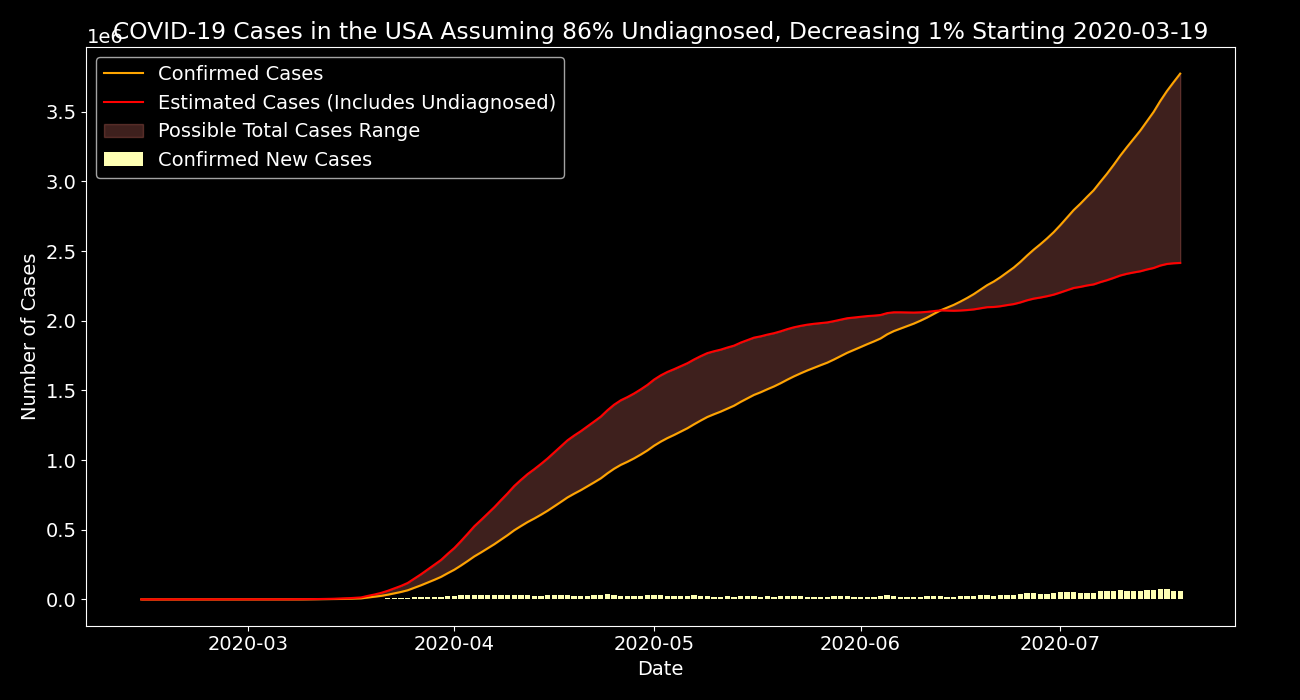 COVID-19 Cases in the USA Assuming 86% Undiagnosed, Decreasing 1% Starting 2020-03-19
1e6
Confirmed Cases
Estimated Cases (Includes Undiagnosed)
Possible Total Cases Range
Confirmed New Cases
3.5
3.0
2.5
2.0
1.5
1.0
0.5
0.0
Number of Cases
2020-03
2020-04
2020-05
2020-06
2020-07
Date